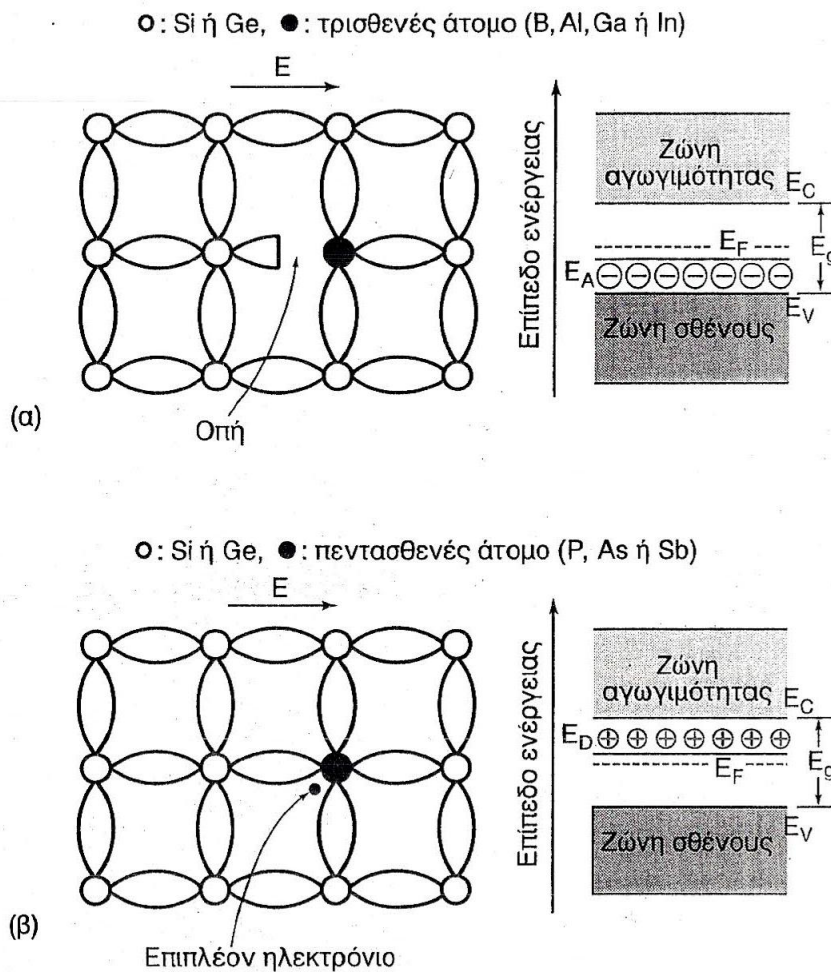 O: Si ή Ge, ●: τρισθενές άτομο (B, Al, Ga ή In)
E
Επίπεδο ενέργειας
Ζώνη
αγωγιμότητας
E_C
E_F
E_g
E_A
E_V
Ζώνη σθένους
(α)
Οπή
O: Si ή Ge, ●: πεντασθενές άτομο (P, As ή Sb)
E
Επίπεδο ενέργειας
Ζώνη
αγωγιμότητας
E_C
E_D
E_F
E_g
E_V
Ζώνη σθένους
(β)
Επιπλέον ηλεκτρόνιο